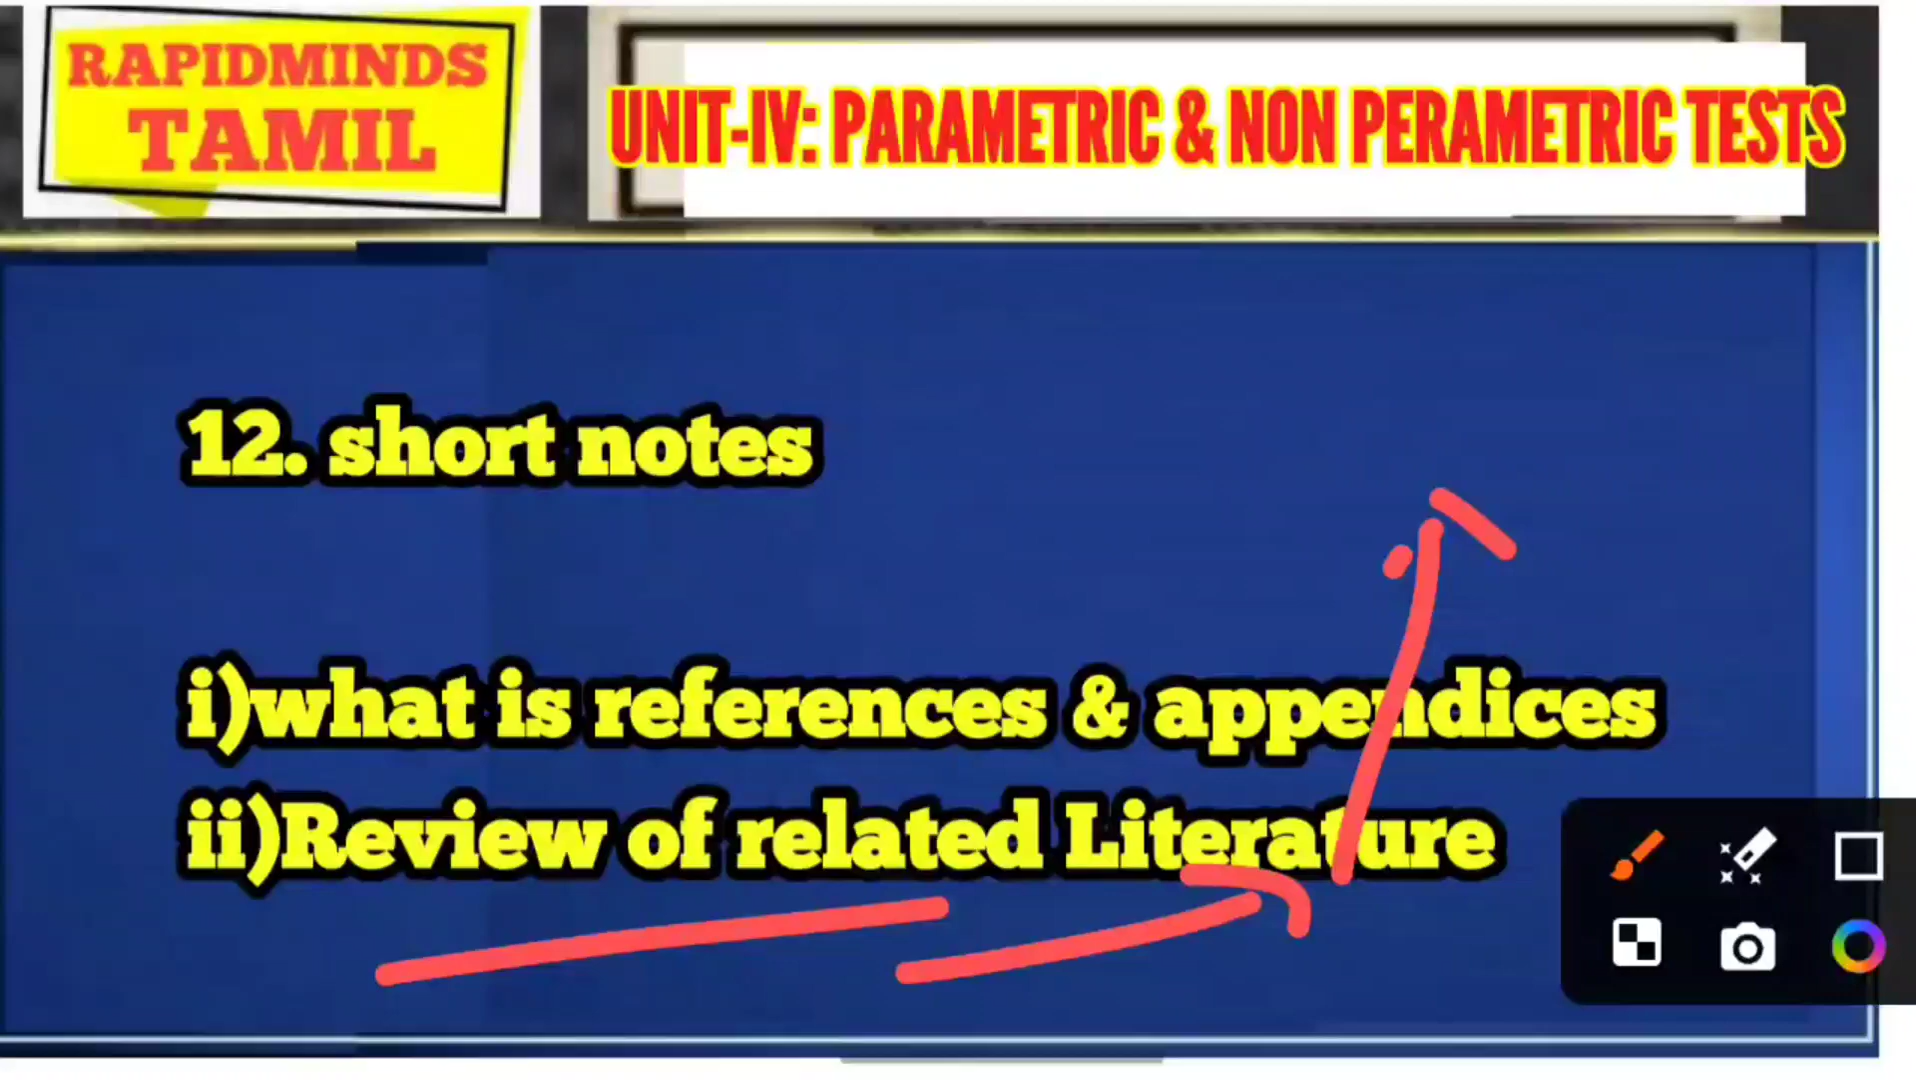 RAPIDMINDS
TAMIL
UNIT-IV: PARAMETRIC & NON PERAMETRIC TESTS
12. short notes
i)what is references & appendices
ii)Review of related Literature